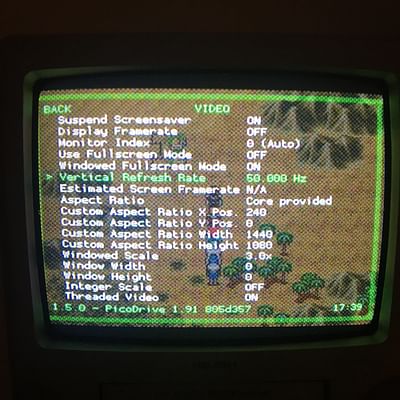 BACK VIDEO
Suspend Screensaver ON
Display Framerate OFF
Monitor Index 0 (Auto)
Use Fullscreen Mode OFF
Windowed Fullscreen Mode ON
> Vertical Refresh Rate 50.000 Hz
Estimated Screen Framerate N/A
Aspect Ratio Core provided
Custom Aspect Ratio X Pos. 240
Custom Aspect Ratio Y Pos. 0
Custom Aspect Ratio Width 1440
Custom Aspect Ratio Height 1080
Windowed Scale 3.0x
Window Width 0
Window Height 0
Integer Scale OFF
Threaded Video ON
1.5.0 - PicoDrive 1.91 805d357 17:39